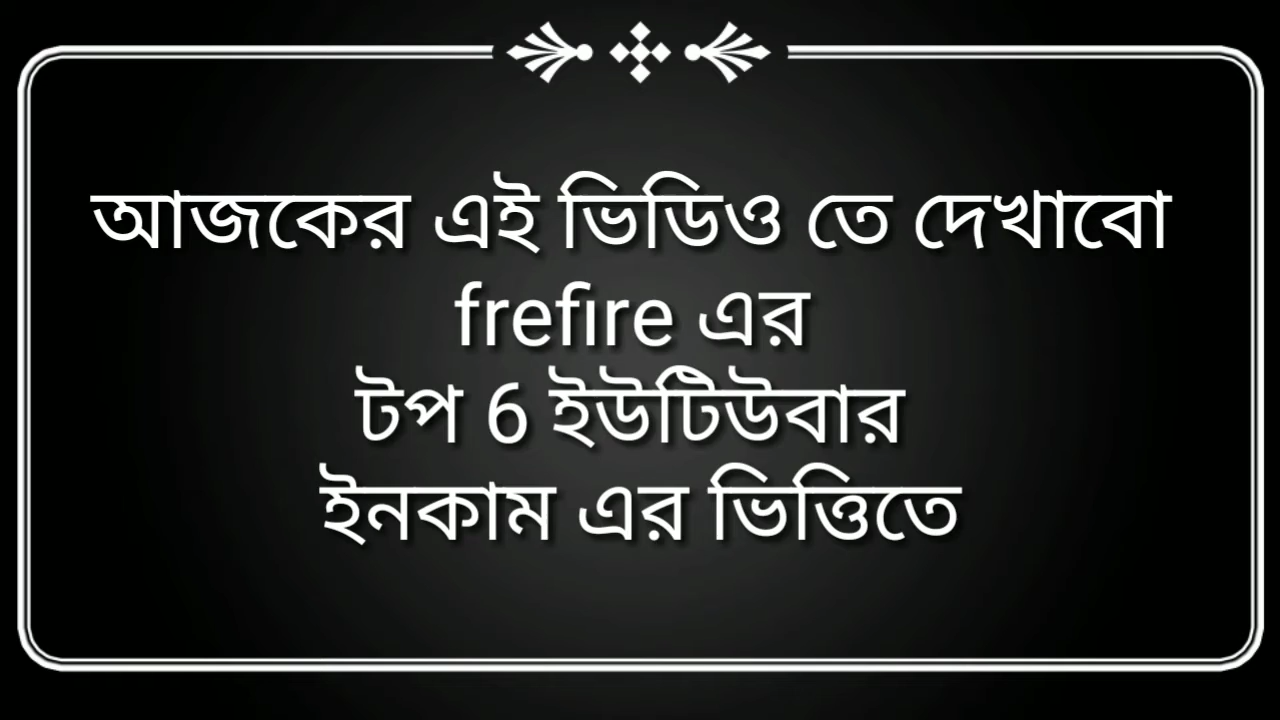 আজকের এই ভিডিও তে দেখাবো
frefire এর
টপ 6 ইউটিউবার
ইনকাম এর ভিত্তিতে